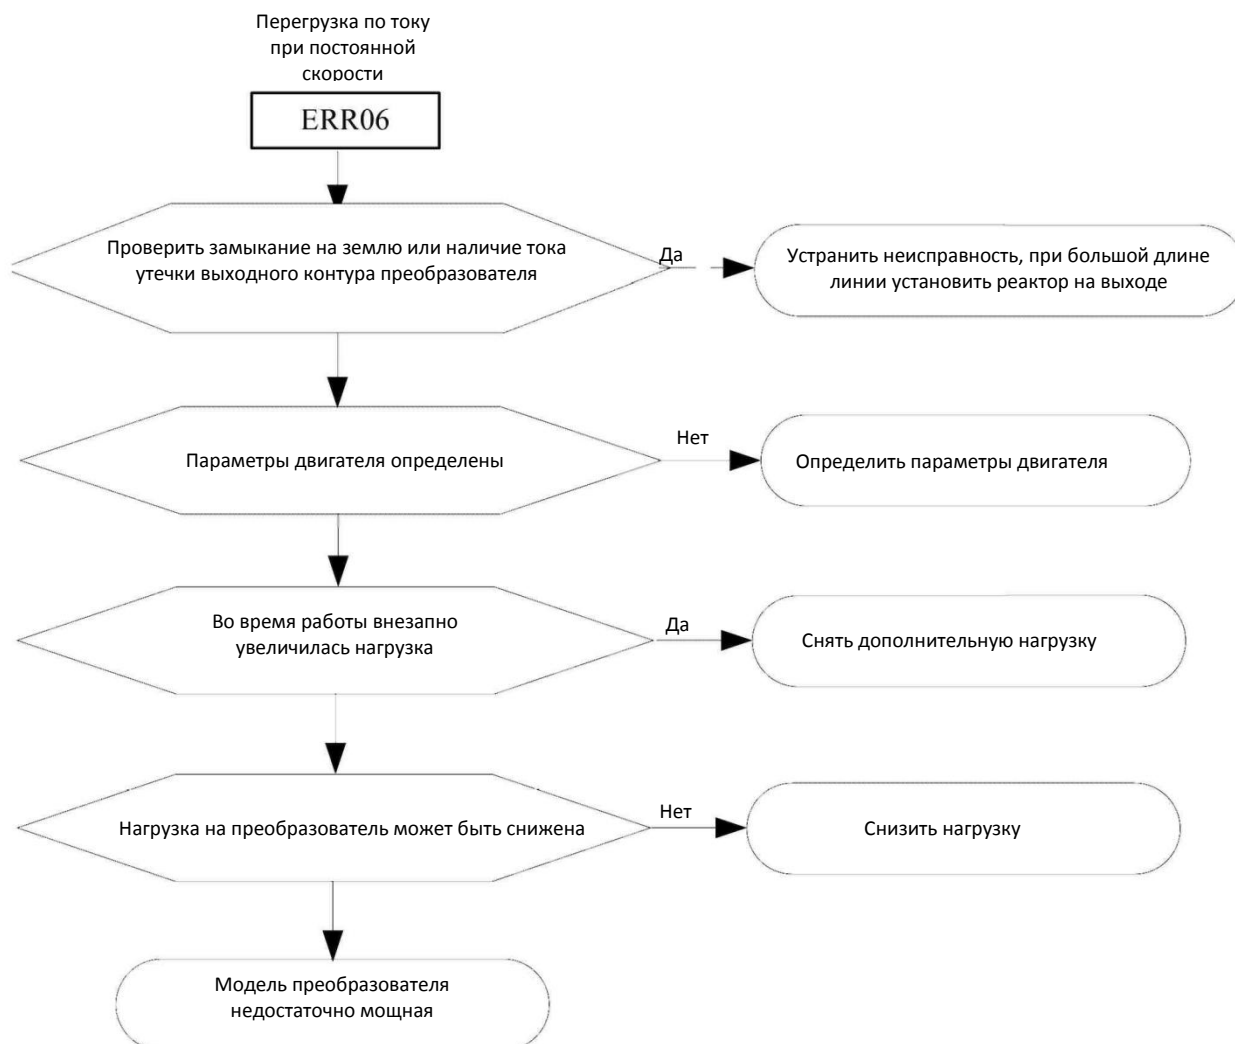 Перегрузка по току
при постоянной
скорости
ERR06
Проверить замыкание на землю или наличие тока
утечки выходного контура преобразователя
Да
Устранить неисправность, при большой длине
линии установить реактор на выходе
Параметры двигателя определены
Нет
Определить параметры двигателя
Во время работы внезапно
увеличилась нагрузка
Да
Снять дополнительную нагрузку
Нагрузка на преобразователь может быть снижена
Нет
Снизить нагрузку
Модель преобразователя
недостаточно мощная